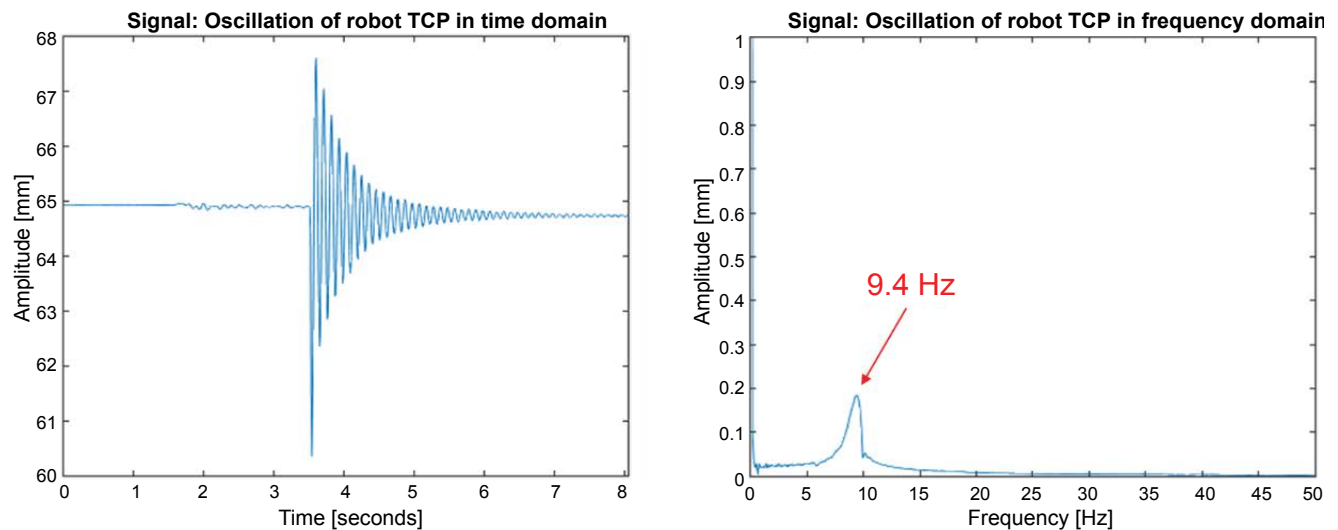 Signal: Oscillation of robot TCP in time domain
68
67
66
65
64
63
62
61
60
Amplitude [mm]
0 1 2 3 4 5 6 7 8
Time [seconds]
Signal: Oscillation of robot TCP in frequency domain
1
0.9
0.8
0.7
0.6
0.5
0.4
0.3
0.2
0.1
0
Amplitude [mm]
9.4 Hz
0 5 10 15 20 25 30 35 40 45 50
Frequency [Hz]